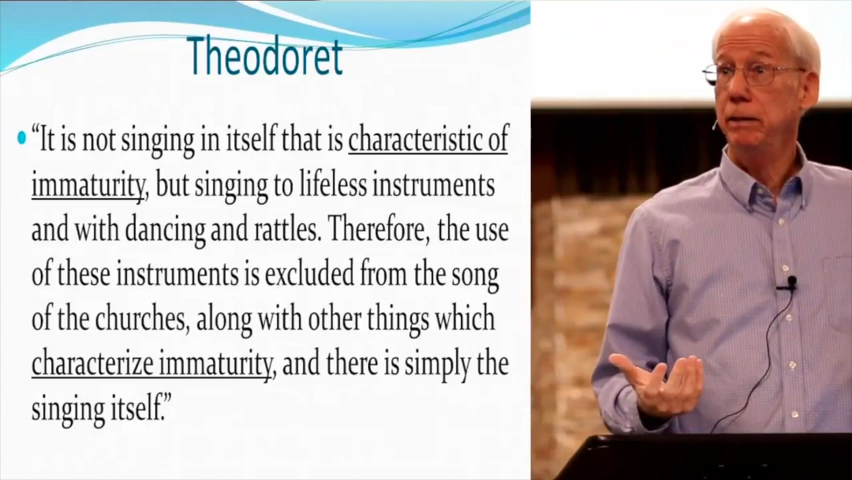 Theodoret
• “It is not singing in itself that is characteristic of
immaturity, but singing to lifeless instruments
and with dancing and rattles. Therefore, the use
of these instruments is excluded from the song
of the churches, along with other things which
characterize immaturity, and there is simply the
singing itself.”